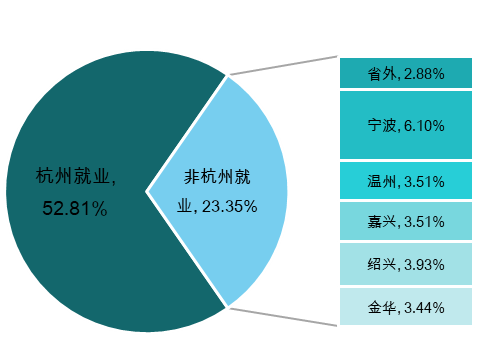 杭州就业,
52.81%
非杭州就
业, 23.35%
省外, 2.88%
宁波, 6.10%
温州, 3.51%
嘉兴, 3.51%
绍兴, 3.93%
金华, 3.44%